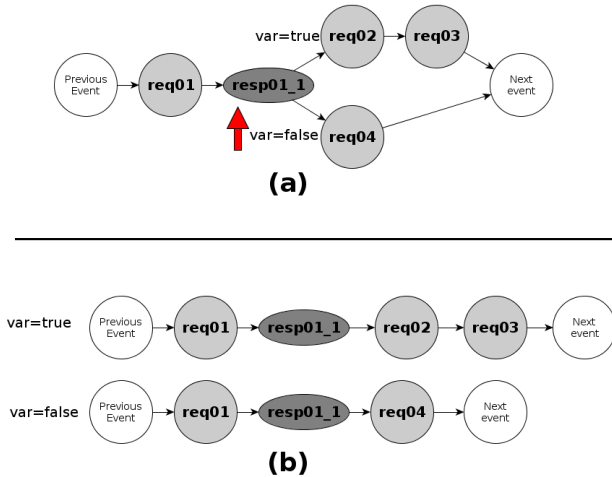 var=true
req02
req03
Previous
Event
req01
resp01_1
Next
event
var=false
req04
(a)
var=true
Previous
Event
req01
resp01_1
req02
req03
Next
event
var=false
Previous
Event
req01
resp01_1
req04
Next
event
(b)